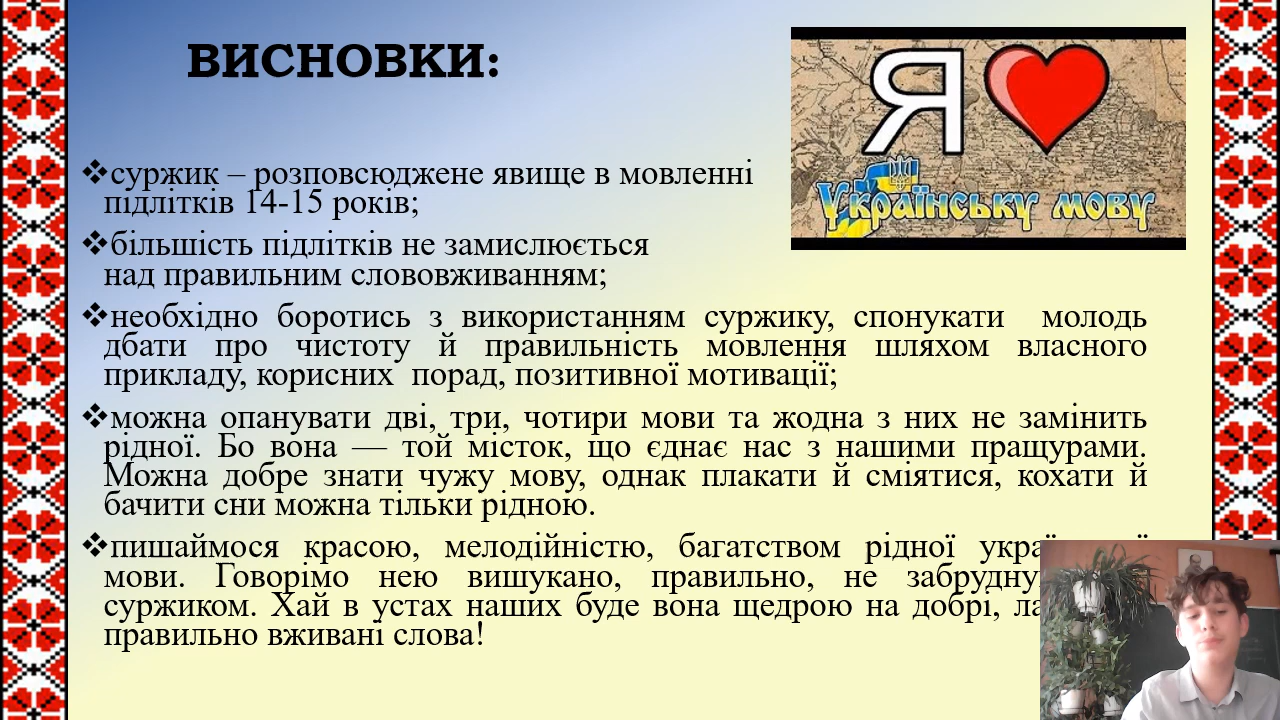 ВИСНОВКИ:
Я
Українську мову
❖суржик – розповсюджене явище в мовленні
підлітків 14-15 років;
❖більшість підлітків не замислюється
над правильним слововживанням;
❖необхідно боротись з використанням суржику, спонукати молодь
дбати про чистоту й правильність мовлення шляхом власного
прикладу, корисних порад, позитивної мотивації;
❖можна опанувати дві, три, чотири мови та жодна з них не замінить
рідної. Бо вона — той місток, що єднає нас з нашими пращурами.
Можна добре знати чужу мову, однак плакати й сміятися, кохати й
бачити сни можна тільки рідною.
❖пишаймося красою, мелодійністю, багатством рідної
мови. Говорімо нею вишукано, правильно, не
суржиком. Хай в устах наших буде вона щедрою на добрі,
правильно вживані слова!